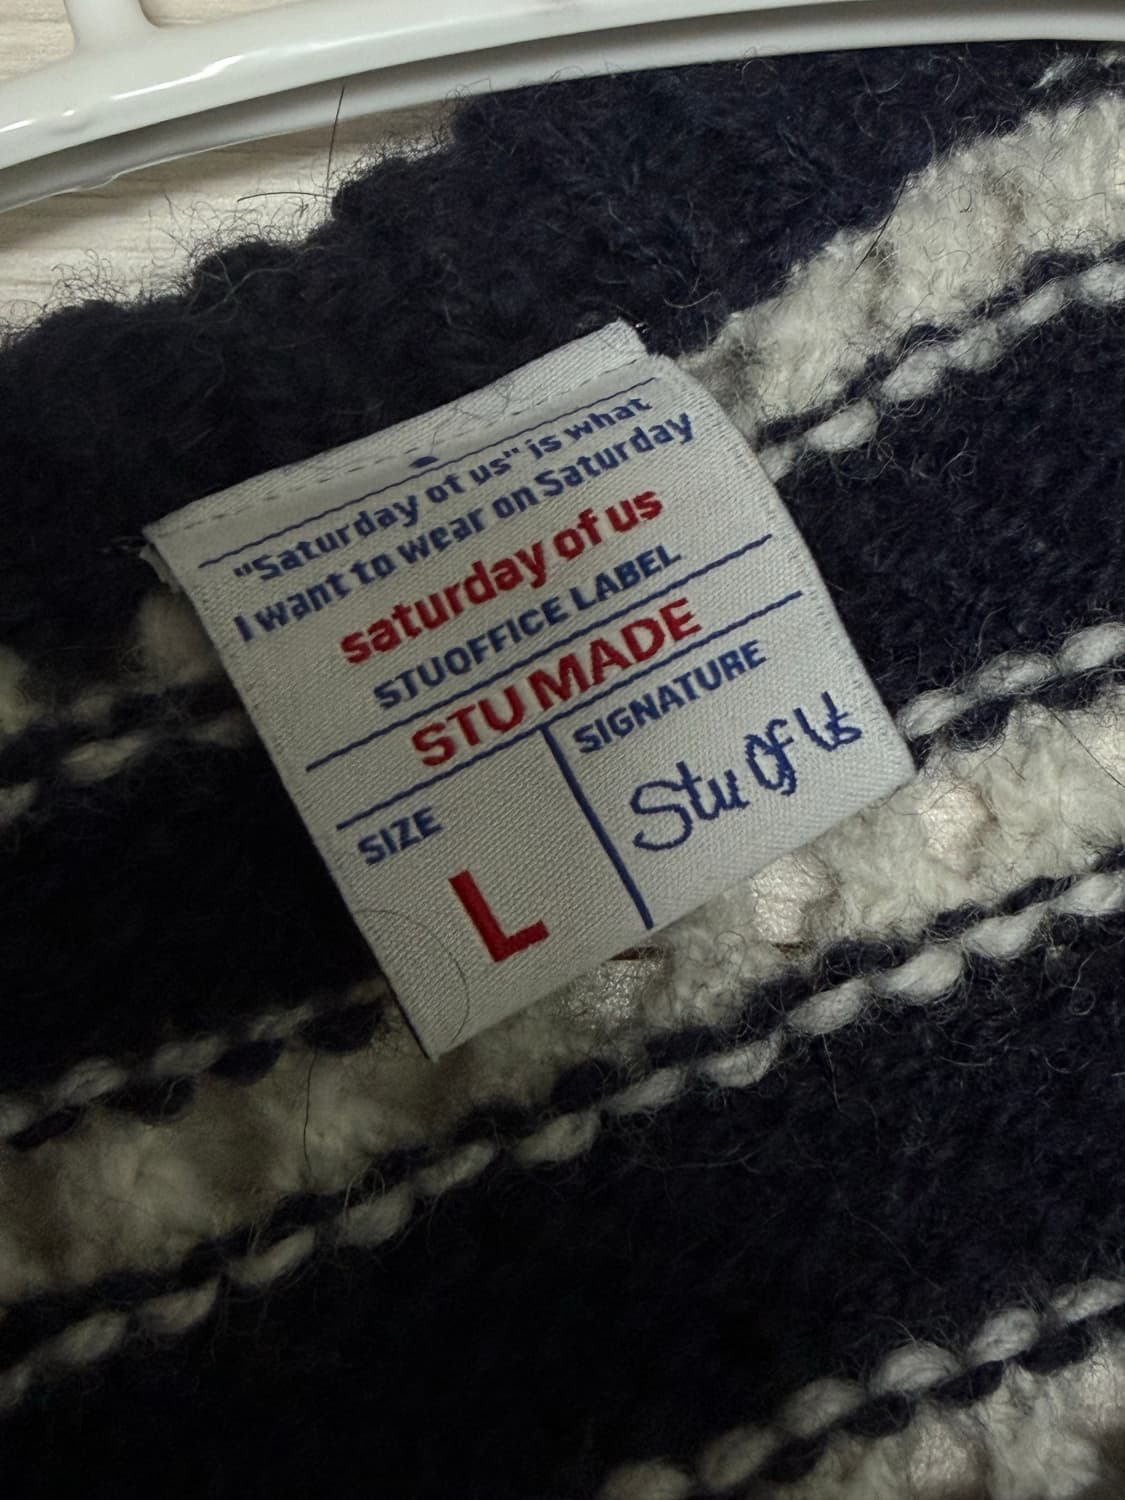 "Saturday of us" is what
I want to wear on Saturday
saturday of us
STUOFFICE LABEL
STU MADE
SIZE
L
SIGNATURE
Stu Of Us